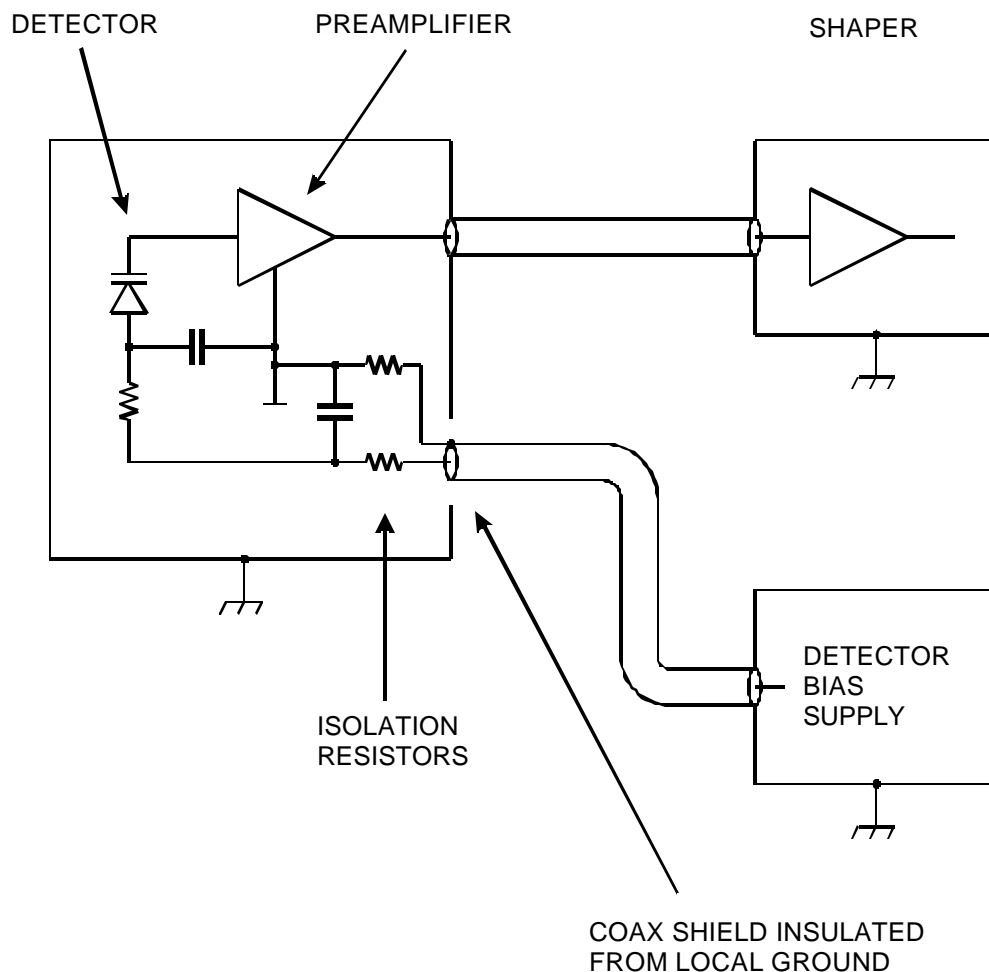 DETECTOR
PREAMPLIFIER
SHAPER
DETECTOR
BIAS
SUPPLY
ISOLATION
RESISTORS
COAX SHIELD INSULATED
FROM LOCAL GROUND